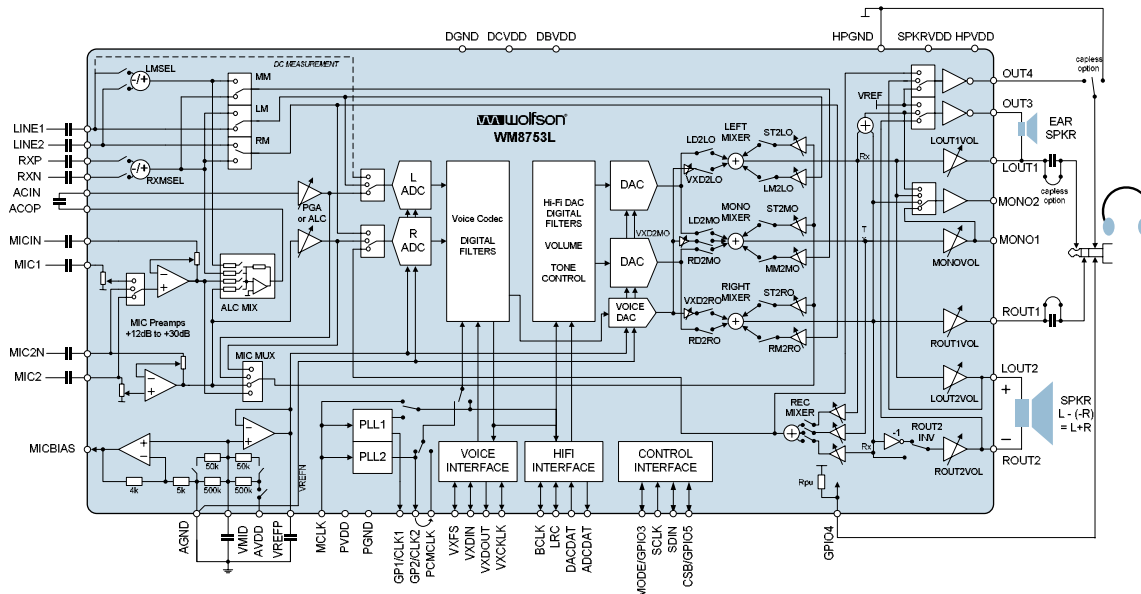 DGND
DCVDD
DBVDD
HPGND
SPKRVDD
HPVDD
DC MEASUREMENT
LMSEL
-/+
MM
LM
RM
RXMSEL
-/+
wolfson
WM8753L
LINE1
LINE2
RXP
RXN
ACIN
ACOP
MICIN
MIC1
MIC2N
MIC2
MICBIAS
PGA
or ALC
L
ADC
R
ADC
Voice Codec
DIGITAL
FILTERS
Hi-Fi DAC
DIGITAL
FILTERS
VOLUME
TONE
CONTROL
DAC
DAC
VOICE
DAC
VXD2MO
LEFT
MIXER
LD2LO
ST2LO
VXD2LO
LM2LO
MONO
MIXER
LD2MO
ST2MO
RD2MO
MM2MO
RIGHT
MIXER
VXD2RO
ST2RO
RD2RO
RM2RO
VREF
Rx
OUT4
capless
option
OUT3
EAR
SPKR
LOUT1VOL
LOUT1
capless
option
MONO2
MONO1
MONOVOL
ROUT1
ROUT1VOL
LOUT2
LOUT2VOL
+
SPKR
L - (-R)
= L+R
−
ROUT2
ROUT2VOL
ROUT2
INV
-1
Rx
REC
MIXER
Rpu
ALC MIX
MIC Preamps
+12dB to +30dB
MIC MUX
50k
50k
4k
5k
500k
500k
VREFN
PLL1
PLL2
VOICE
INTERFACE
HIFI
INTERFACE
CONTROL
INTERFACE
AGND
VMID
AVDD
VREFP
MCLK
PVDD
PGND
GP1/CLK1
GP2/CLK2
PCMCLK
VXFS
VXDIN
VXDOUT
VXCKLK
BCLK
LRC
DACDAT
ADCDAT
MODE/GPIO3
SCLK
SDIN
CSB/GPIO5
GPIO4